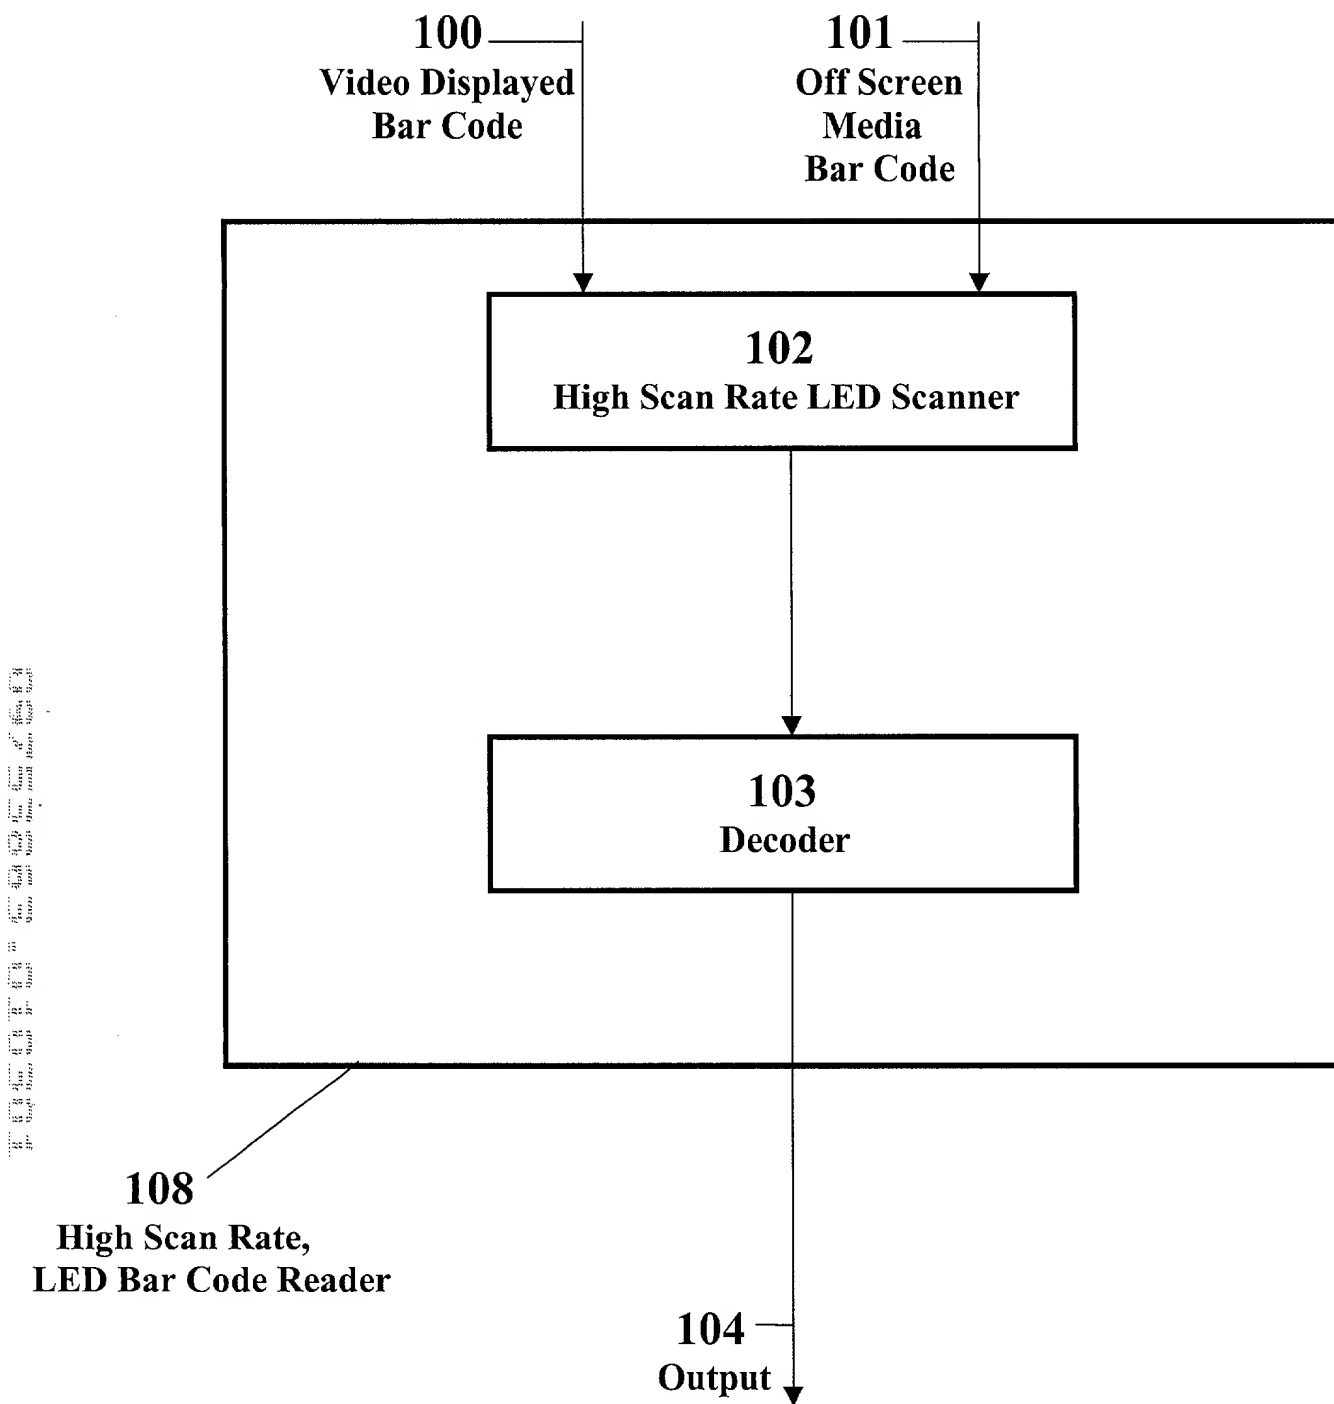 100
Video Displayed
Bar Code
101
Off Screen
Media
Bar Code
102
High Scan Rate LED Scanner
103
Decoder
108
High Scan Rate,
LED Bar Code Reader
104
Output